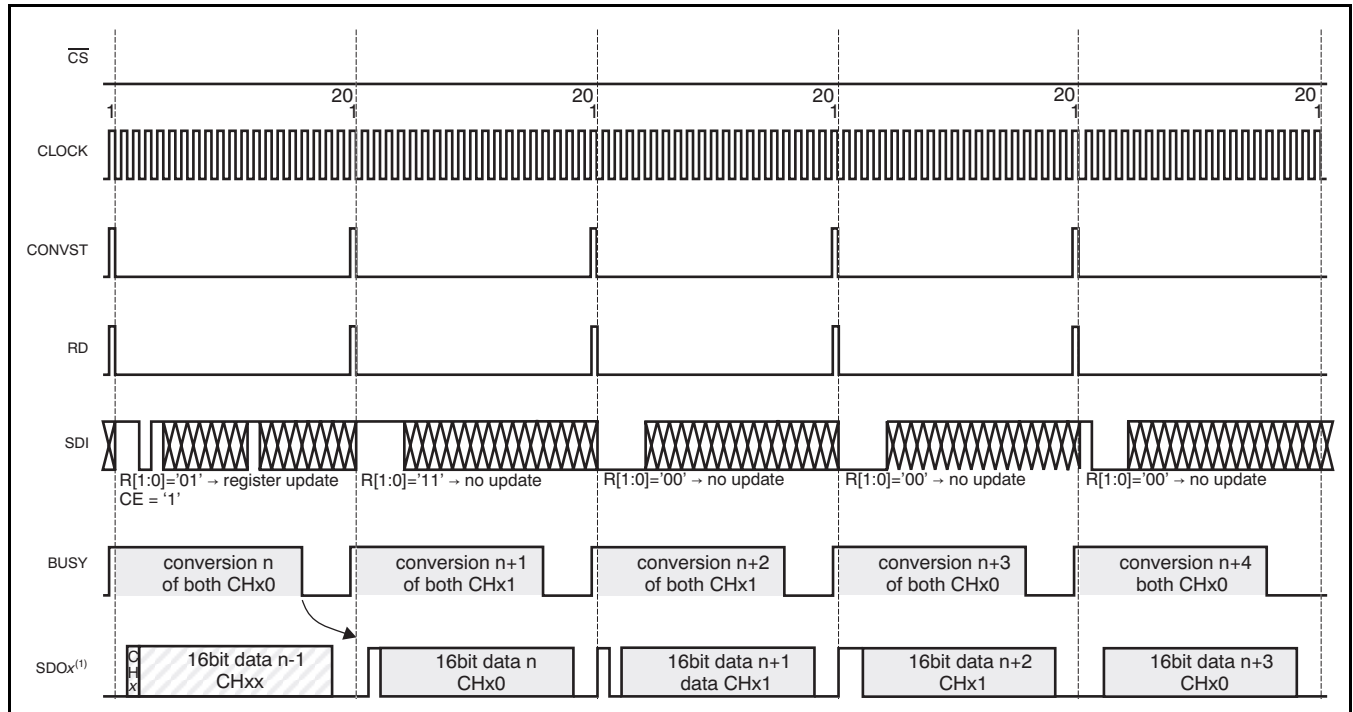 CS
20 20 20 20 20
1 1 1 1 1 1
CLOCK
CONVST
RD
SDI
R[1:0]='01' → register update
CE = ‘1’
R[1:0]='11' → no update
R[1:0]='00' → no update
R[1:0]='00' → no update
R[1:0]='00' → no update
BUSY
conversion n
of both CHx0
conversion n+1
of both CHx1
conversion n+2
of both CHx1
conversion n+3
of both CHx0
conversion n+4
both CHx0
SDOx(1)
C
H
x
16bit data n-1
CHxx
16bit data n
CHx0
16bit data n+1
data CHx1
16bit data n+2
CHx1
16bit data n+3
CHx0